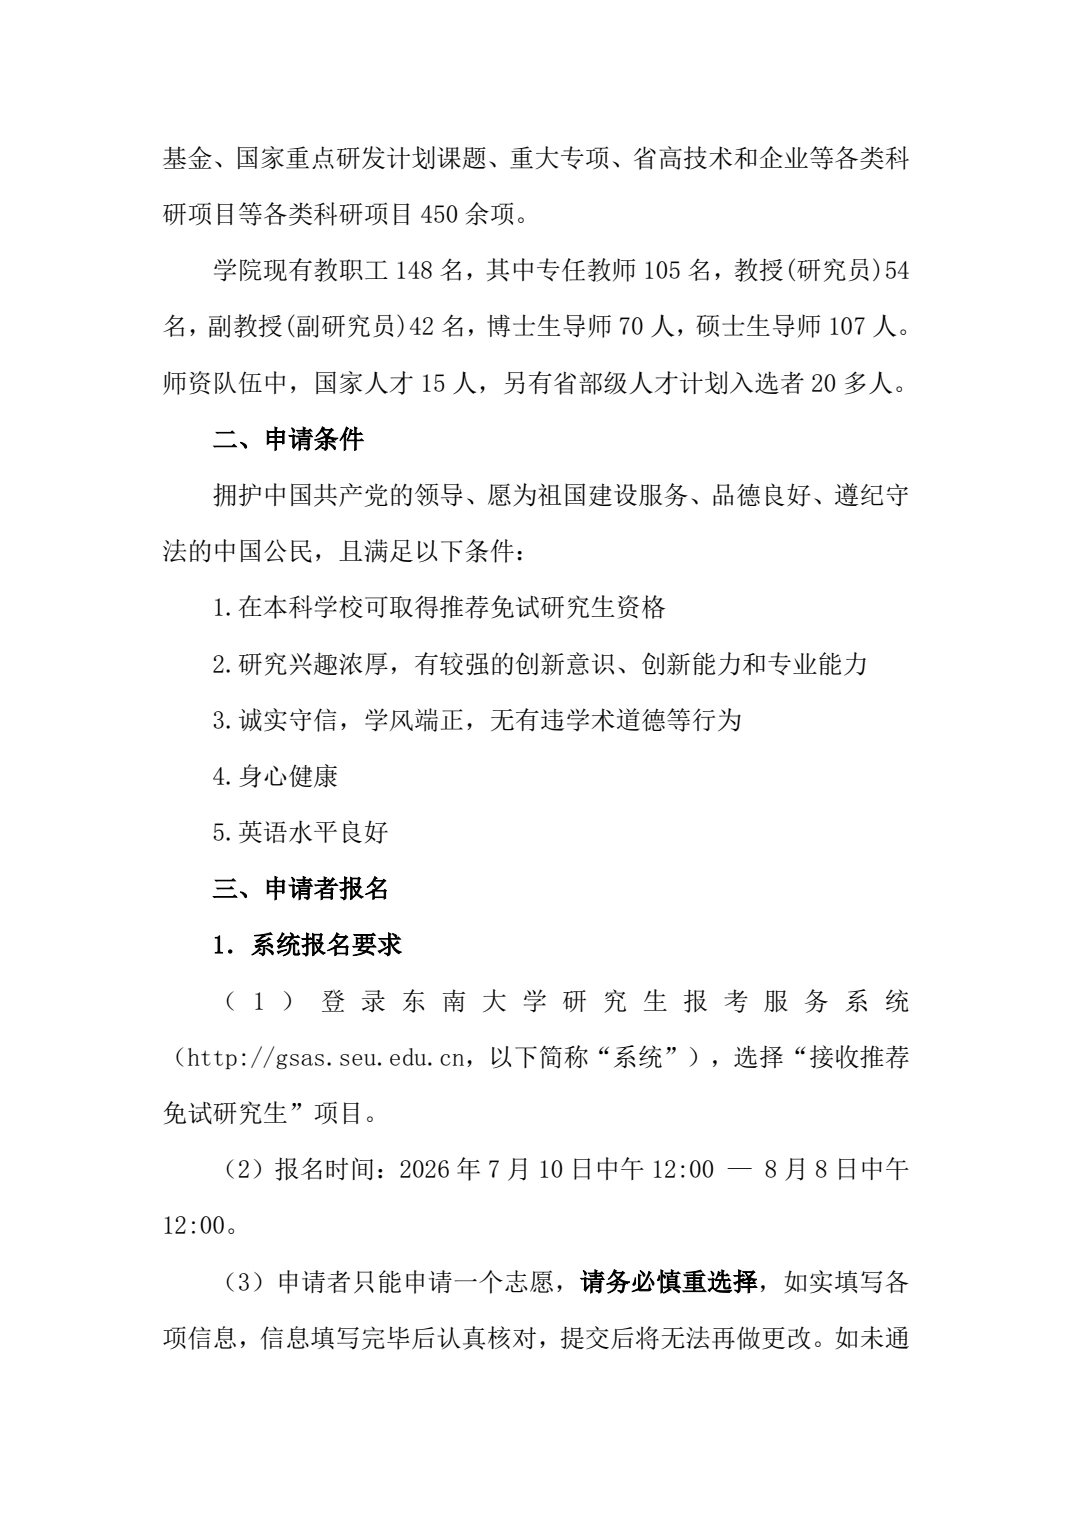 基金、国家重点研发计划课题、重大专项、省高技术和企业等各类科
研项目等各类科研项目 450 余项。
学院现有教职工 148 名，其中专任教师 105 名，教授(研究员)54
名，副教授(副研究员)42 名，博士生导师 70 人，硕士生导师 107 人。
师资队伍中，国家人才 15 人，另有省部级人才计划入选者 20 多人。
二、申请条件
拥护中国共产党的领导、愿为祖国建设服务、品德良好、遵纪守
法的中国公民，且满足以下条件：
1.在本科学校可取得推荐免试研究生资格
2.研究兴趣浓厚，有较强的创新意识、创新能力和专业能力
3.诚实守信，学风端正，无有违学术道德等行为
4.身心健康
5.英语水平良好
三、申请者报名
1．系统报名要求
（1）登录东南大学研究生报考服务系统
（http://gsas.seu.edu.cn，以下简称“系统”），选择“接收推荐
免试研究生”项目。
（2）报名时间：2026 年 7 月 10 日中午 12:00 — 8 月 8 日中午
12:00。
（3）申请者只能申请一个志愿，请务必慎重选择，如实填写各
项信息，信息填写完毕后认真核对，提交后将无法再做更改。如未通